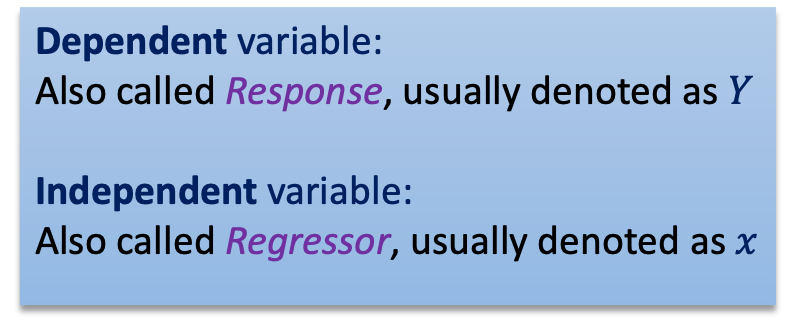 Dependent variable:
Also called Response, usually denoted as Y
Independent variable:
Also called Regressor, usually denoted as x